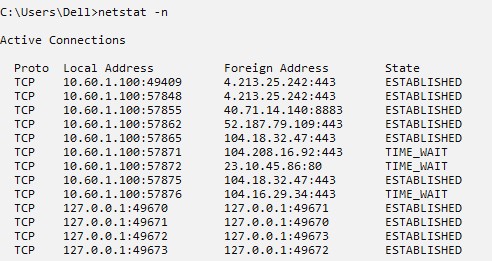 C:\Users\Dell>netstat -n
Active Connections
Proto Local Address Foreign Address State
TCP 10.60.1.100:49409 4.213.25.242:443 ESTABLISHED
TCP 10.60.1.100:57848 4.213.25.242:443 ESTABLISHED
TCP 10.60.1.100:57855 40.71.14.140:8883 ESTABLISHED
TCP 10.60.1.100:57862 52.187.79.109:443 ESTABLISHED
TCP 10.60.1.100:57865 104.18.32.47:443 ESTABLISHED
TCP 10.60.1.100:57871 104.208.16.92:443 TIME_WAIT
TCP 10.60.1.100:57872 23.10.45.86:80 TIME_WAIT
TCP 10.60.1.100:57875 104.18.32.47:443 ESTABLISHED
TCP 10.60.1.100:57876 104.16.29.34:443 TIME_WAIT
TCP 127.0.0.1:49670 127.0.0.1:49671 ESTABLISHED
TCP 127.0.0.1:49671 127.0.0.1:49670 ESTABLISHED
TCP 127.0.0.1:49672 127.0.0.1:49673 ESTABLISHED
TCP 127.0.0.1:49673 127.0.0.1:49672 ESTABLISHED